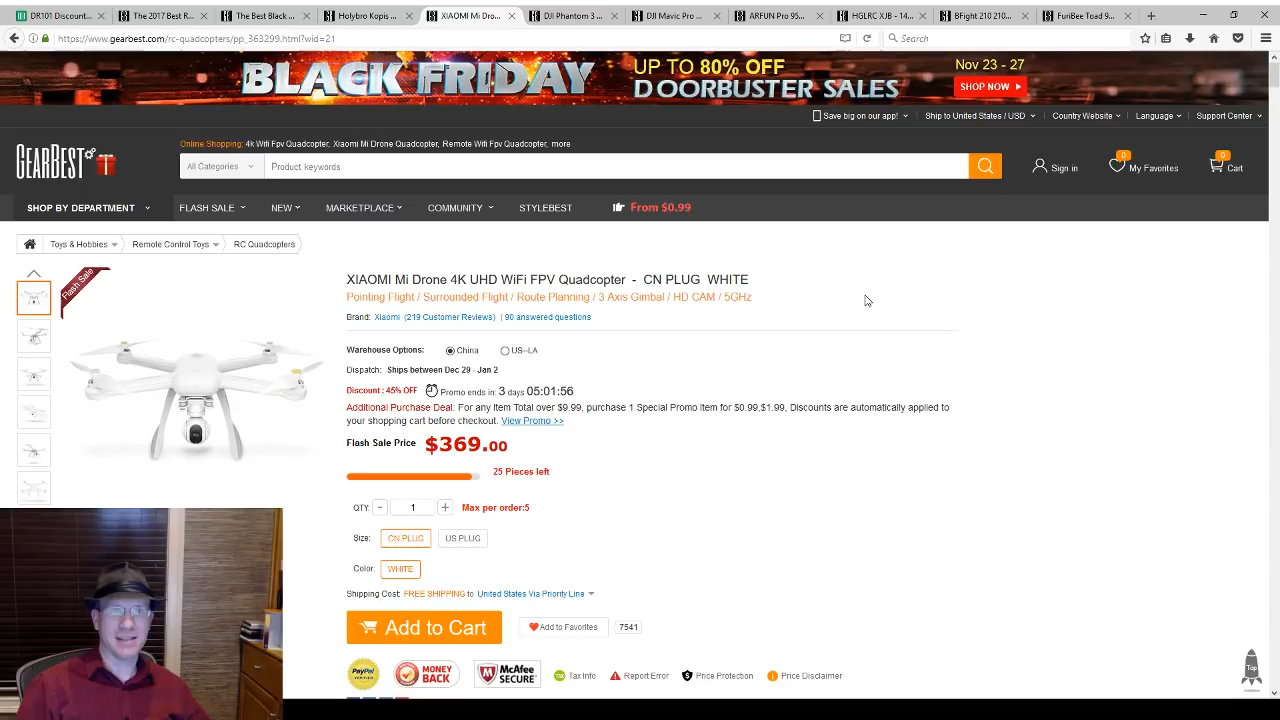 DR101 Discount The 2017 Best R... The Best Black ... Holybro Kopis ... XIAOMI Mi Dro... DJI Phantom 3 ... DJI Mavic Pro ... ARFUN Pro 95... HGLRC XJB - 14... BFight 210 210... FuriBee Toad 9...
https://www.gearbest.com/rc-quadcopters/pp_363299.html?wid=21
Search
BLACK FRIDAY UP TO 80% OFF DOORBUSTER SALES Nov 23 - 27 SHOP NOW
Save big on our app! Ship to United States / USD Country Website Language Support Center
GEARBEST
Online Shopping: 4k Wifi Fpv Quadcopter, Xiaomi Mi Drone Quadcopter, Remote Wifi Fpv Quadcopter, more
All Categories Product keywords
Sign in 0 My Favorites 0 Cart
SHOP BY DEPARTMENT FLASH SALE NEW MARKETPLACE COMMUNITY STYLEBEST From $0.99
Toys & Hobbies Remote Control Toys RC Quadcopters
Flash Sale
XIAOMI Mi Drone 4K UHD WiFi FPV Quadcopter - CN PLUG WHITE
Pointing Flight / Surrounded Flight / Route Planning / 3 Axis Gimbal / HD CAM / 5GHz
Brand: Xiaomi (219 Customer Reviews) | 90 answered questions
Warehouse Options: China US--LA
Dispatch: Ships between Dec 29 - Jan 2
Discount : 45% OFF Promo ends in: 3 days 05:01:56
Additional Purchase Deal: For any item Total over $9.99, purchase 1 Special Promo Item for $0.99,$1.99, Discounts are automatically applied to
your shopping cart before checkout. View Promo >>
Flash Sale Price $369.00
25 Pieces left
QTY: - 1 + Max per order:5
Size: CN PLUG US PLUG
Color: WHITE
Shipping Cost: FREE SHIPPING to United States Via Priority Line
Add to Cart Add to Favorites 7541
PayPal MONEY BACK McAfee SECURE TAX Tax Info Report Error Price Protection Price Disclaimer
Top